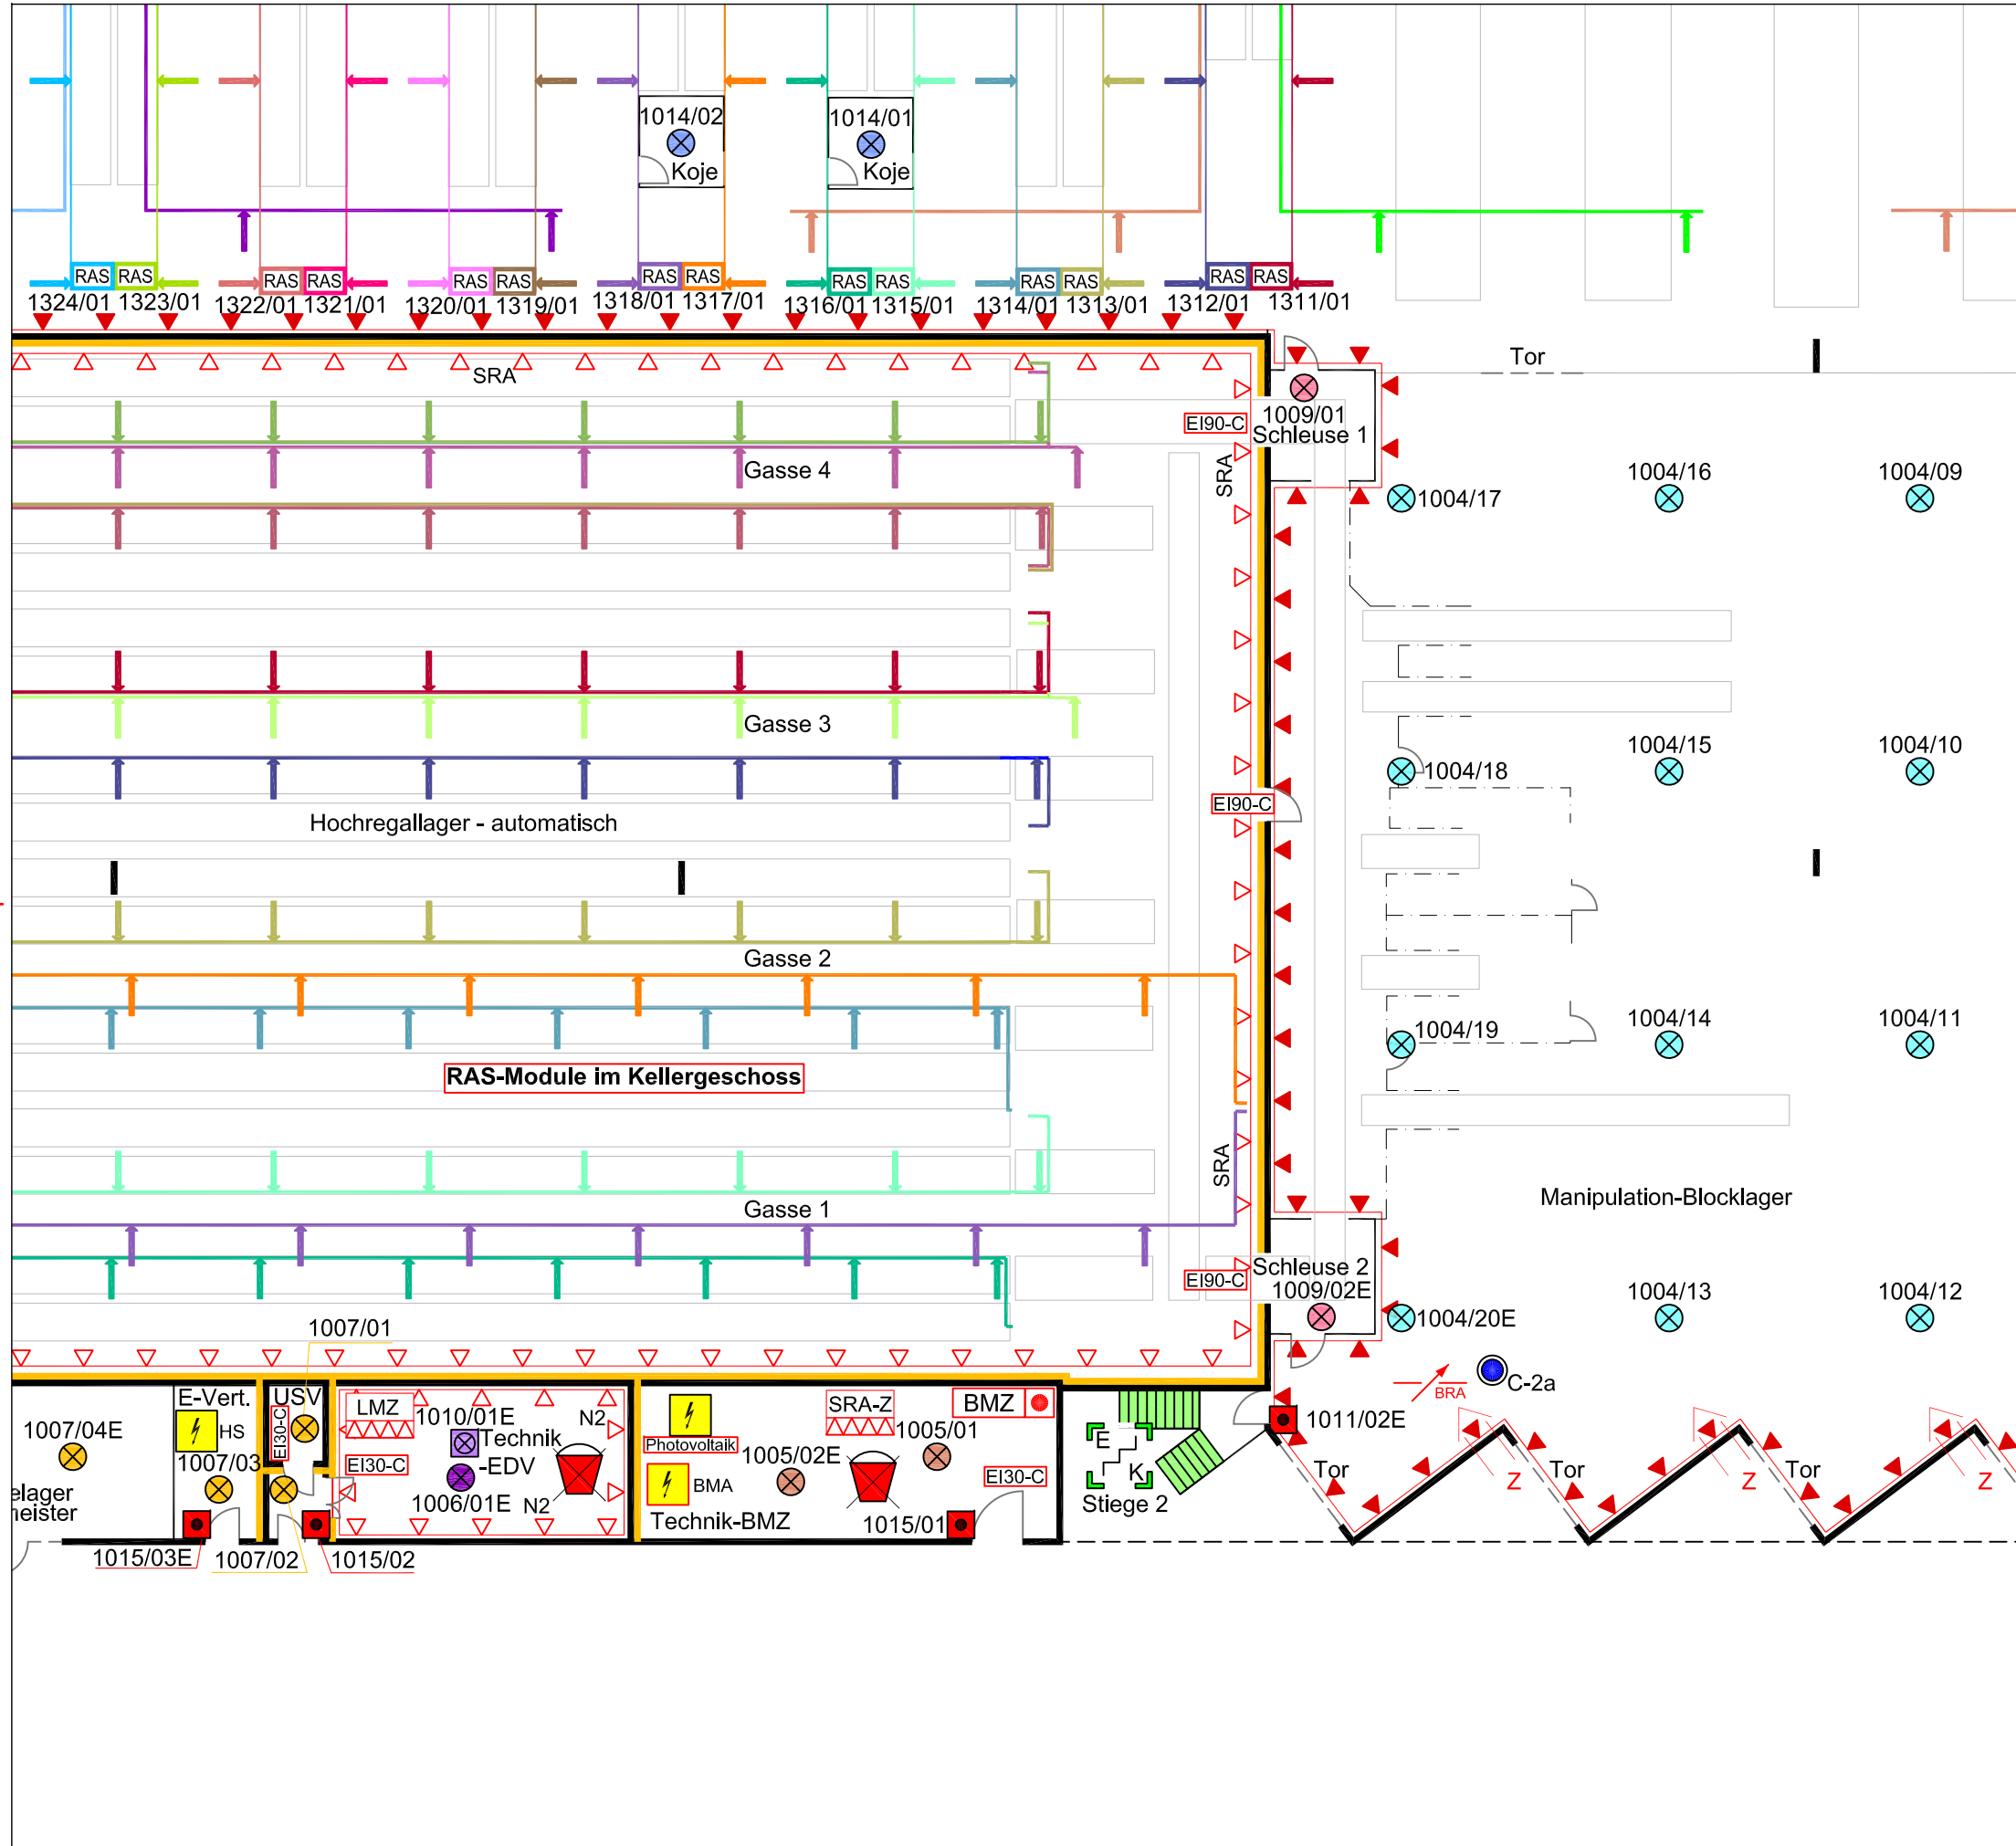 1014/02
1014/01
Koje
Koje
RAS RAS
RAS RAS
RAS RAS
RAS RAS
RAS RAS
RAS RAS
RAS RAS
1324/01 1323/01
1322/01 1321/01
1320/01 1319/01
1318/01 1317/01
1316/01 1315/01
1314/01 1313/01
1312/01 1311/01
SRA
Tor
EI90-C
1009/01
Schleuse 1
SRA
Gasse 4
1004/17
1004/16
1004/09
Gasse 3
1004/18
1004/15
1004/10
EI90-C
Hochregallager - automatisch
Gasse 2
1004/19
1004/14
1004/11
RAS-Module im Kellergeschoss
SRA
Gasse 1
Manipulation-Blocklager
EI90-C
Schleuse 2
1009/02E
1004/20E
1004/13
1004/12
1007/01
E-Vert.
USV
HS
EI30-C
LMZ
1010/01E
Technik
-EDV
N2
EI30-C
1006/01E
N2
1007/04E
1007/03
elager
neister
Photovoltaik
BMA
1005/02E
SRA-Z
1005/01
BMZ
EI30-C
Technik-BMZ
1015/01
E
K
Stiege 2
BRA
C-2a
1011/02E
Tor
Tor
Z
Tor
Z
1015/03E
1007/02
1015/02